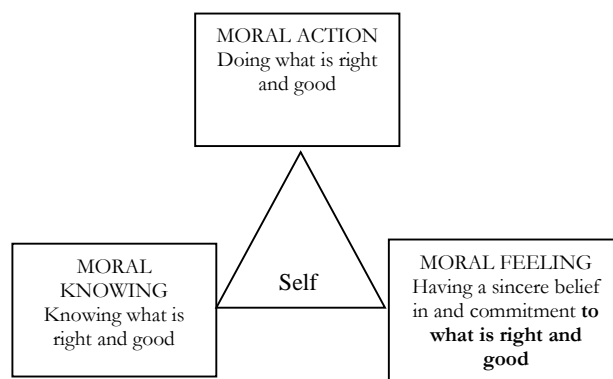 MORAL ACTION
Doing what is right
and good
Self
MORAL
KNOWING
Knowing what is
right and good
MORAL FEELING
Having a sincere belief
in and commitment to
what is right and
good